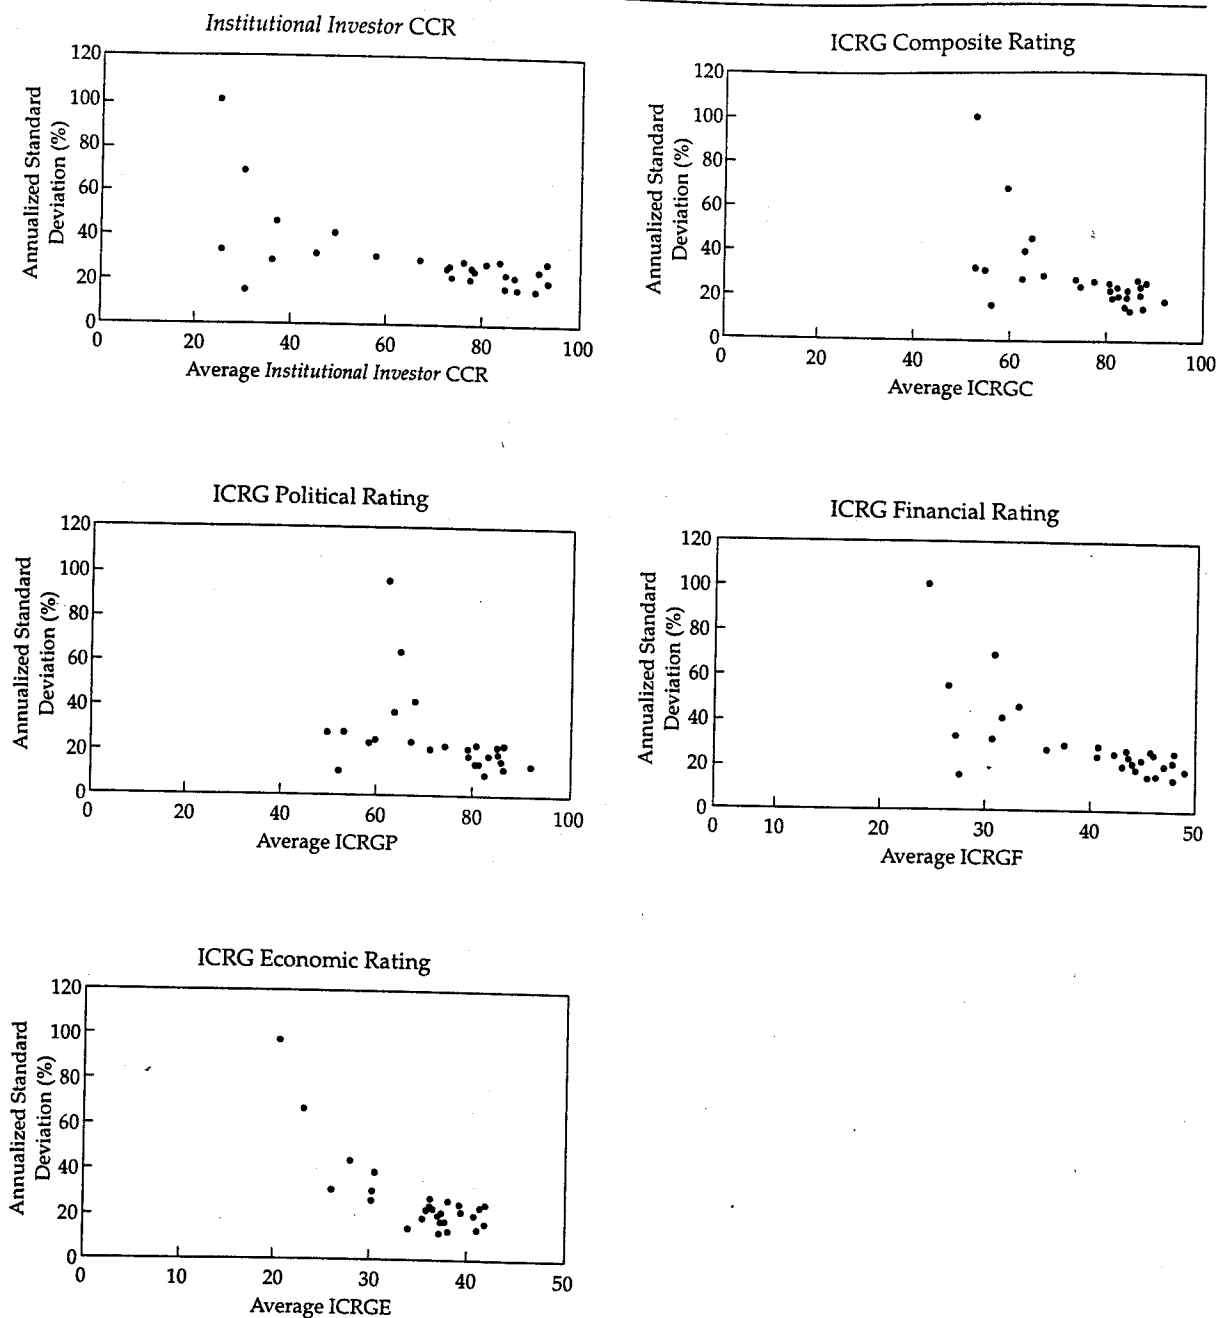 Institutional Investor CCR
120
100
80
60
40
20
0
Annualized Standard
Deviation (%)
0 20 40 60 80 100
Average Institutional Investor CCR
ICRG Composite Rating
120
100
80
60
40
20
0
Annualized Standard
Deviation (%)
0 20 40 60 80 100
Average ICRGC
ICRG Political Rating
120
100
80
60
40
20
0
Annualized Standard
Deviation (%)
0 20 40 60 80 100
Average ICRGP
ICRG Financial Rating
120
100
80
60
40
20
0
Annualized Standard
Deviation (%)
0 10 20 30 40 50
Average ICRGF
ICRG Economic Rating
120
100
80
60
40
20
0
Annualized Standard
Deviation (%)
0 10 20 30 40 50
Average ICRGE